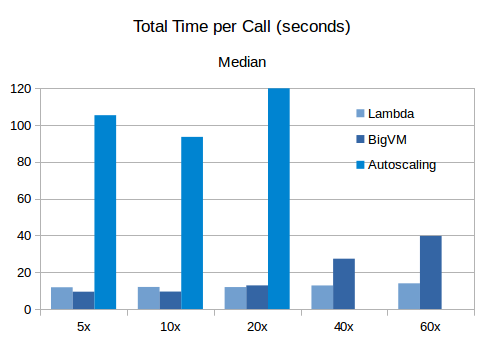 Total Time per Call (seconds)
Median
120
100
80
60
40
20
0
Lambda
BigVM
Autoscaling
5x
10x
20x
40x
60x